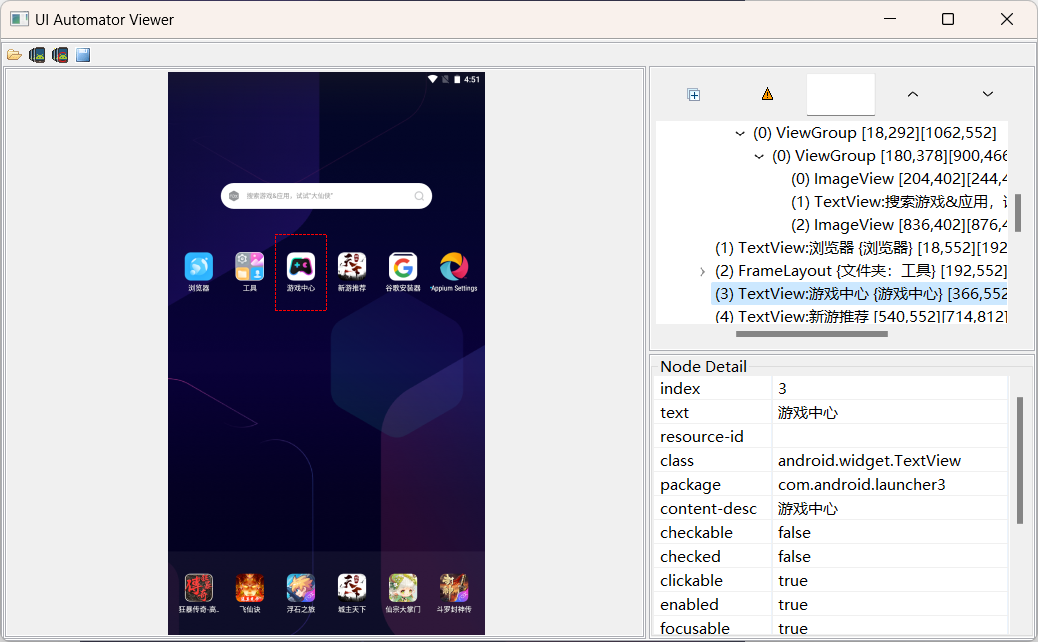 UI Automator Viewer
4:51
搜索游戏&应用，试试"大仙侠"
浏览器
工具
游戏中心
新游推荐
谷歌安装器
Appium Settings
狂暴传奇-高..
飞仙诀
浮石之旅
城主天下
仙宗大掌门
斗罗封神传
(0) ViewGroup [18,292][1062,552]
(0) ViewGroup [180,378][900,466
(0) ImageView [204,402][244,4
(1) TextView:搜索游戏&应用，
(2) ImageView [836,402][876,4
(1) TextView:浏览器 {浏览器} [18,552][192
(2) FrameLayout {文件夹：工具} [192,552]
(3) TextView:游戏中心 {游戏中心} [366,552
(4) TextView:新游推荐 [540,552][714,812]
Node Detail
index 3
text 游戏中心
resource-id
class android.widget.TextView
package com.android.launcher3
content-desc 游戏中心
checkable false
checked false
clickable true
enabled true
focusable true